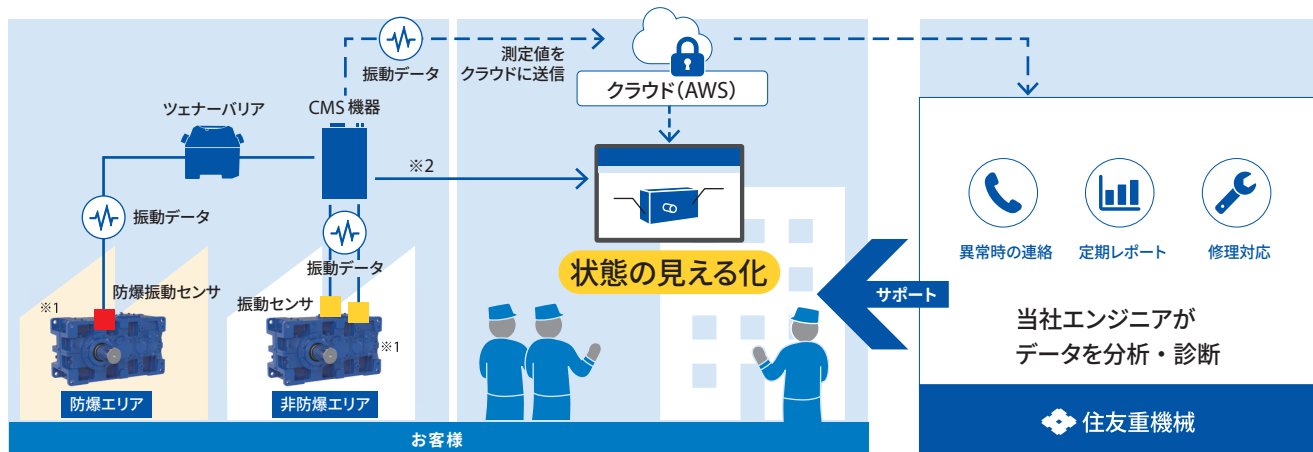 振動データ
測定値を
クラウドに送信
クラウド(AWS)
ツェナーバリア
CMS 機器
※2
振動データ
振動データ
状態の見える化
※1
防爆振動センサ
振動センサ
※1
防爆エリア
非防爆エリア
お客様
サポート
異常時の連絡
定期レポート
修理対応
当社エンジニアが
データを分析・診断
住友重機械